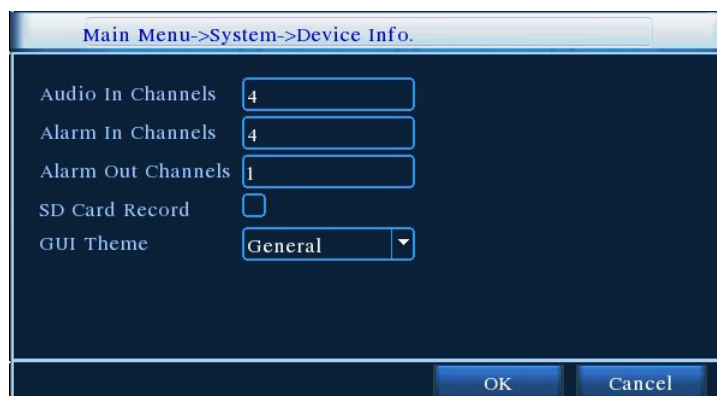 Main Menu->System->Device Info.
Audio In Channels 4
Alarm In Channels 4
Alarm Out Channels 1
SD Card Record
GUI Theme General
OK Cancel